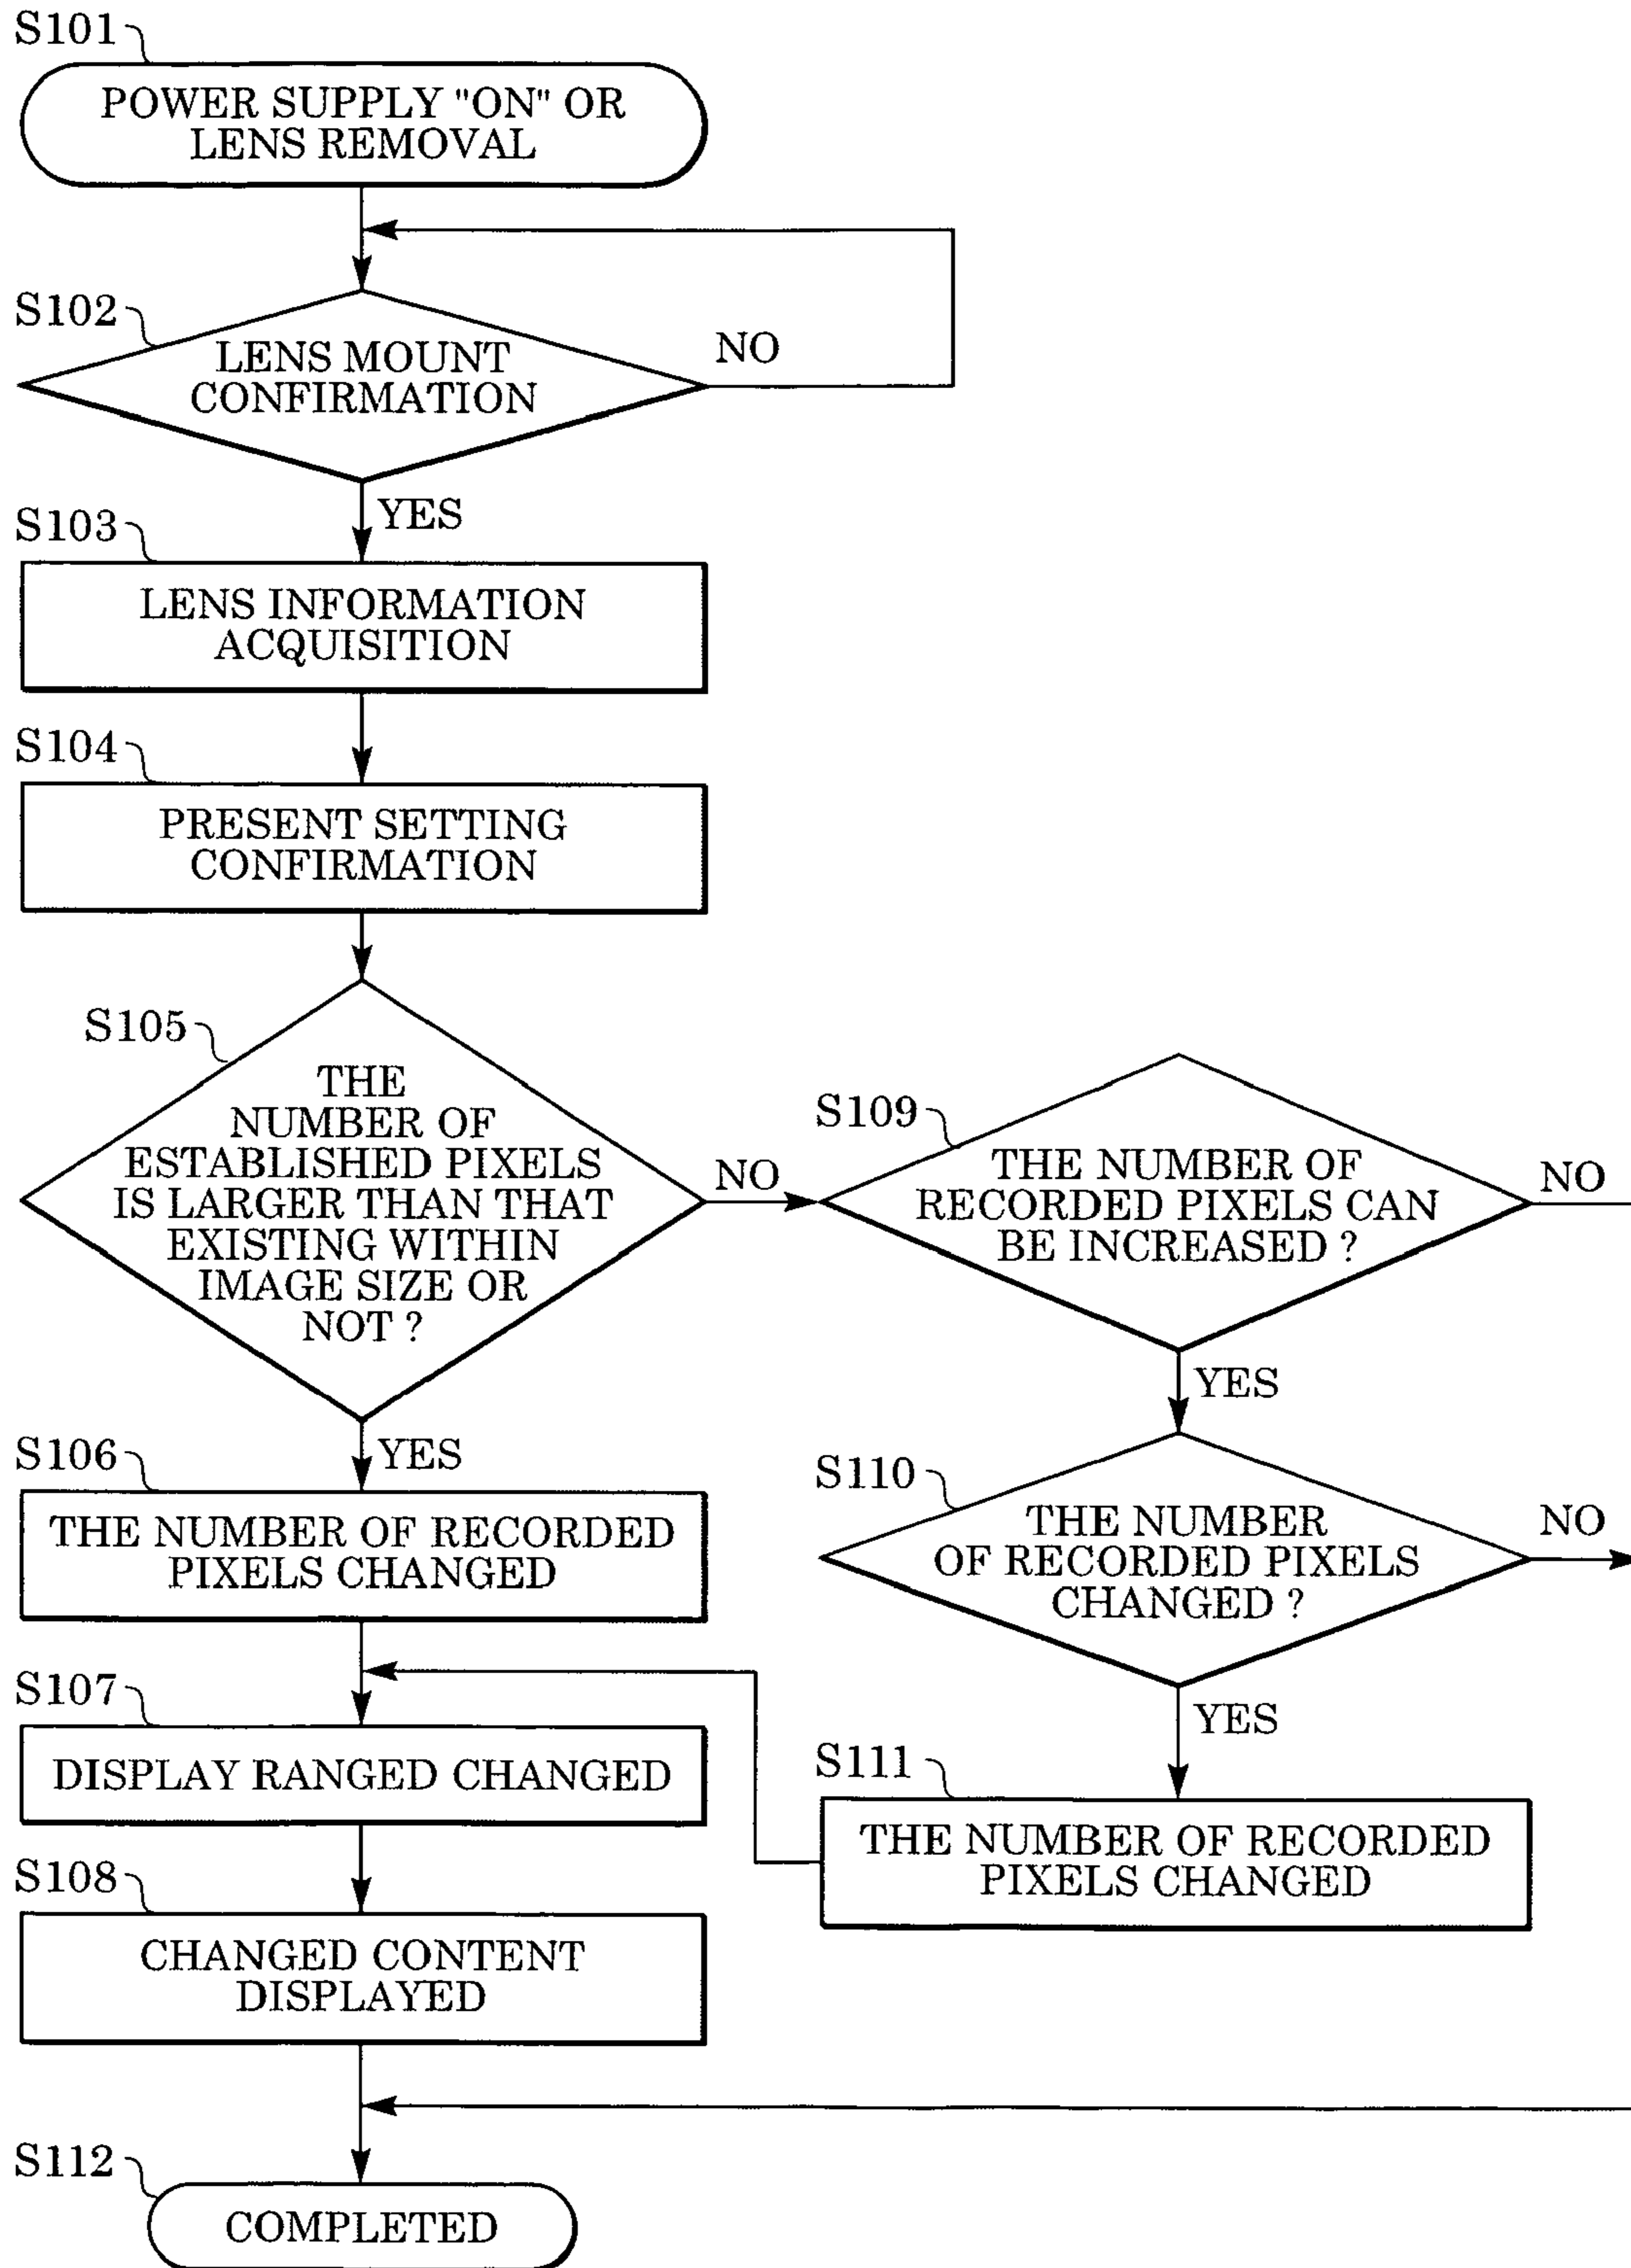 S101
POWER SUPPLY "ON" OR
LENS REMOVAL
S102
LENS MOUNT
CONFIRMATION
NO
YES
S103
LENS INFORMATION
ACQUISITION
S104
PRESENT SETTING
CONFIRMATION
S105
THE
NUMBER OF
ESTABLISHED PIXELS
IS LARGER THAN THAT
EXISTING WITHIN
IMAGE SIZE OR
NOT ?
NO
YES
S109
THE NUMBER OF
RECORDED PIXELS CAN
BE INCREASED ?
NO
YES
S106
THE NUMBER OF RECORDED
PIXELS CHANGED
S110
THE NUMBER
OF RECORDED PIXELS
CHANGED ?
NO
YES
S107
DISPLAY RANGED CHANGED
S111
THE NUMBER OF RECORDED
PIXELS CHANGED
S108
CHANGED CONTENT
DISPLAYED
S112
COMPLETED